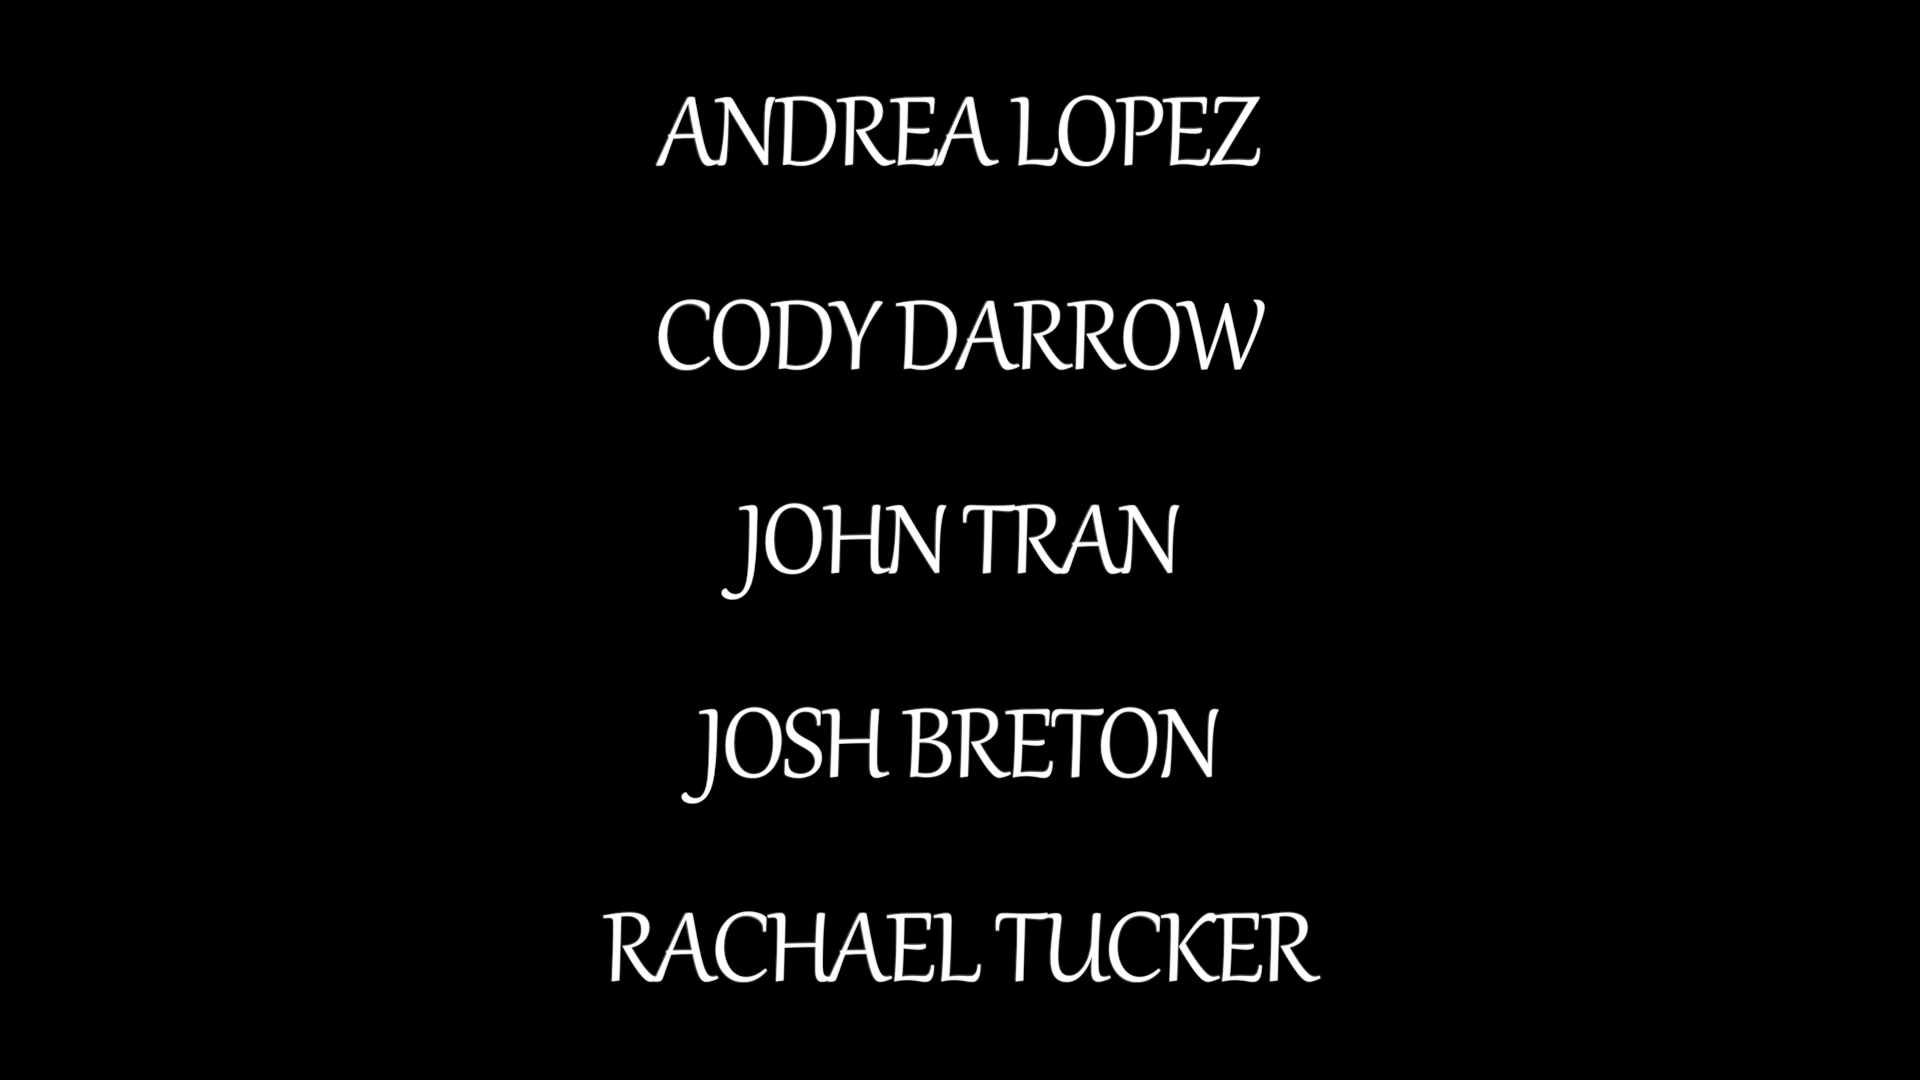 ANDREA LOPEZ
CODY DARROW
JOHN TRAN
JOSH BRETON
RACHAEL TUCKER